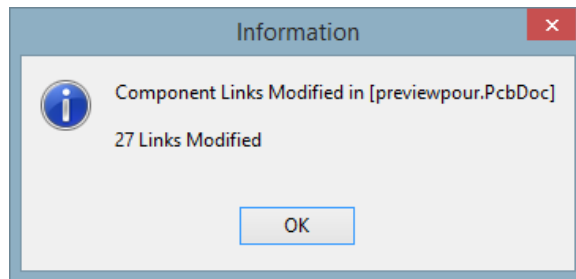 Information
Component Links Modified in [previewpour.PcbDoc]
27 Links Modified
OK